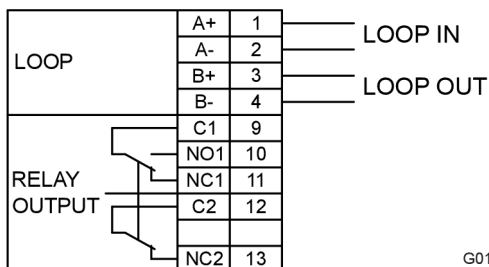 LOOP
A+ 1
A- 2
B+ 3
B- 4
LOOP IN
LOOP OUT
RELAY
OUTPUT
C1 9
NO1 10
NC1 11
C2 12
NC2 13
G01